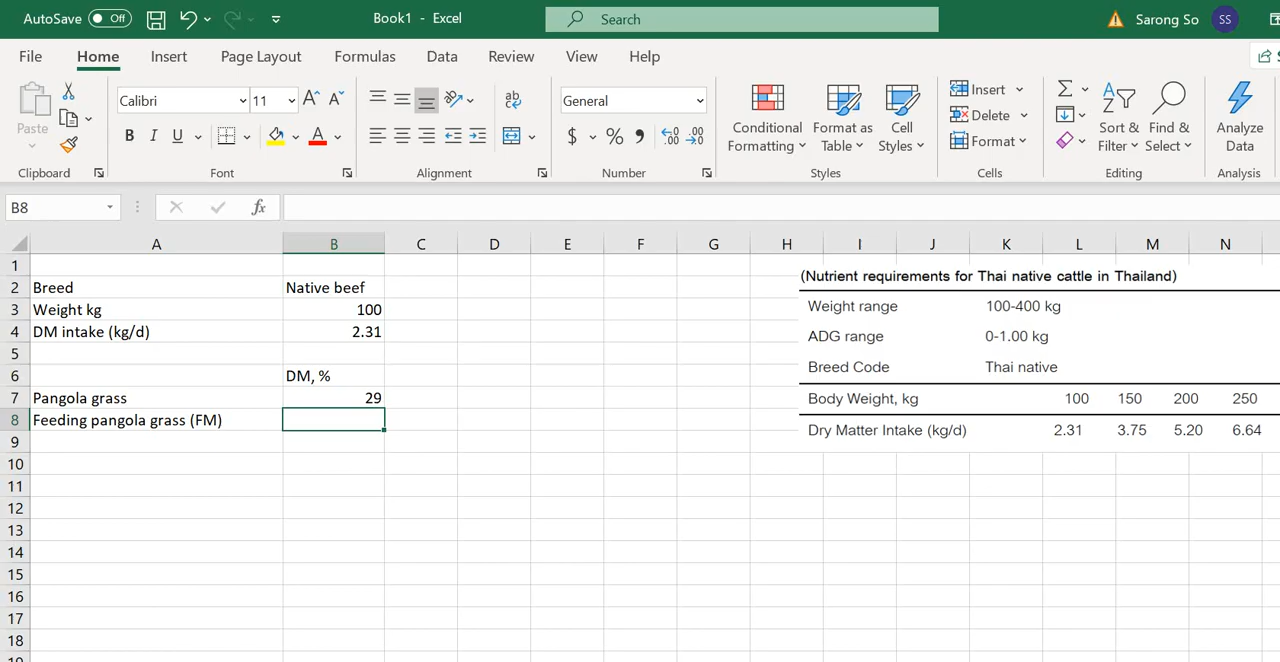 AutoSave Off Book1 - Excel Search Sarong So SS
File Home Insert Page Layout Formulas Data Review View Help
Calibri 11 General Insert
Paste Conditional Format as Cell Delete Sort & Find & Analyze
Formatting Table Styles Format Filter Select Data
Clipboard Font Alignment Number Styles Cells Editing Analysis
B8 fx
A B C D E F G H I J K L M N
1 (Nutrient requirements for Thai native cattle in Thailand)
2 Breed Native beef
3 Weight kg 100 Weight range 100-400 kg
4 DM intake (kg/d) 2.31 ADG range 0-1.00 kg
5
6 DM, % Breed Code Thai native
7 Pangola grass 29 Body Weight, kg 100 150 200 250
8 Feeding pangola grass (FM) Dry Matter Intake (kg/d) 2.31 3.75 5.20 6.64
9
10
11
12
13
14
15
16
17
18